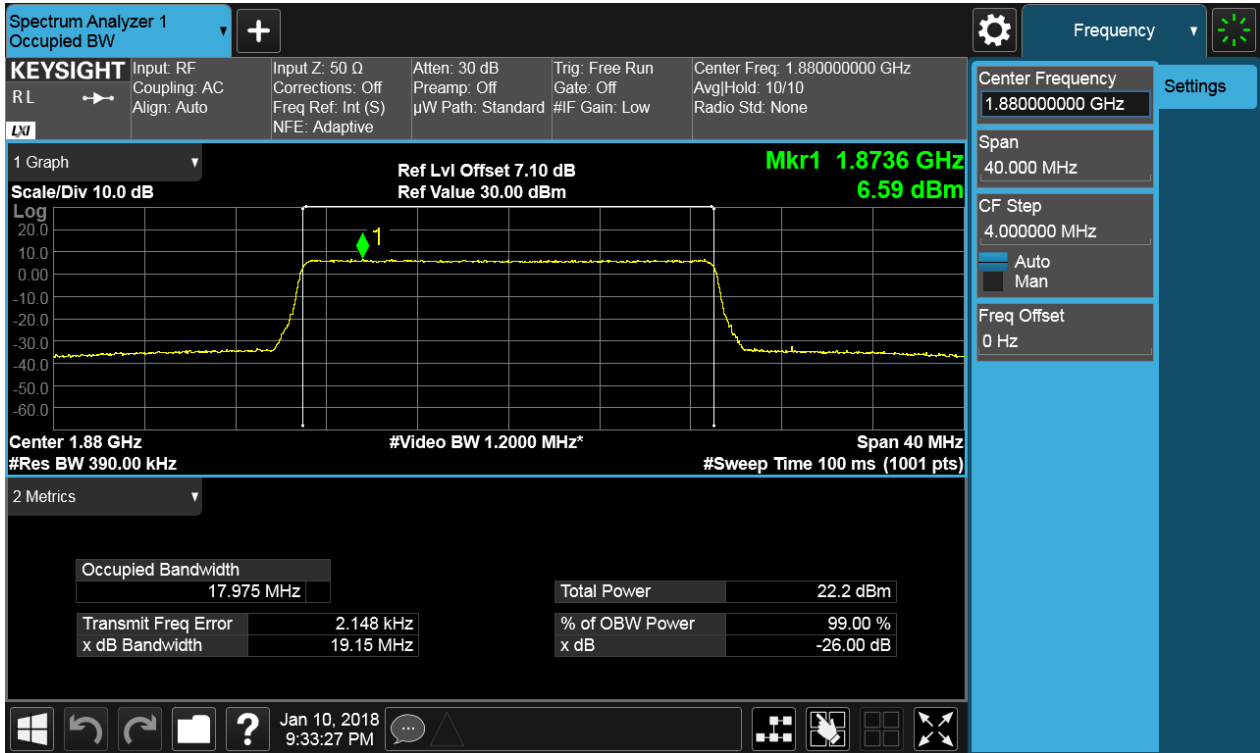 Spectrum Analyzer 1
Occupied BW
Frequency
KEYSIGHT
RL
LXI
Input: RF
Coupling: AC
Align: Auto
Input Z: 50 Ω
Corrections: Off
Freq Ref: Int (S)
NFE: Adaptive
Atten: 30 dB
Preamp: Off
µW Path: Standard
Trig: Free Run
Gate: Off
#IF Gain: Low
Center Freq: 1.880000000 GHz
Avg|Hold: 10/10
Radio Std: None
Center Frequency
1.880000000 GHz
Settings
Span
40.000 MHz
CF Step
4.000000 MHz
Auto
Man
Freq Offset
0 Hz
1 Graph
Scale/Div 10.0 dB
Ref Lvl Offset 7.10 dB
Ref Value 30.00 dBm
Mkr1 1.8736 GHz
6.59 dBm
Log
20.0
10.0
0.00
-10.0
-20.0
-30.0
-40.0
-50.0
-60.0
1
Center 1.88 GHz
#Video BW 1.2000 MHz*
Span 40 MHz
#Res BW 390.00 kHz
#Sweep Time 100 ms (1001 pts)
2 Metrics
Occupied Bandwidth
17.975 MHz
Total Power 22.2 dBm
Transmit Freq Error 2.148 kHz
% of OBW Power 99.00 %
x dB Bandwidth 19.15 MHz
x dB -26.00 dB
?
Jan 10, 2018
9:33:27 PM